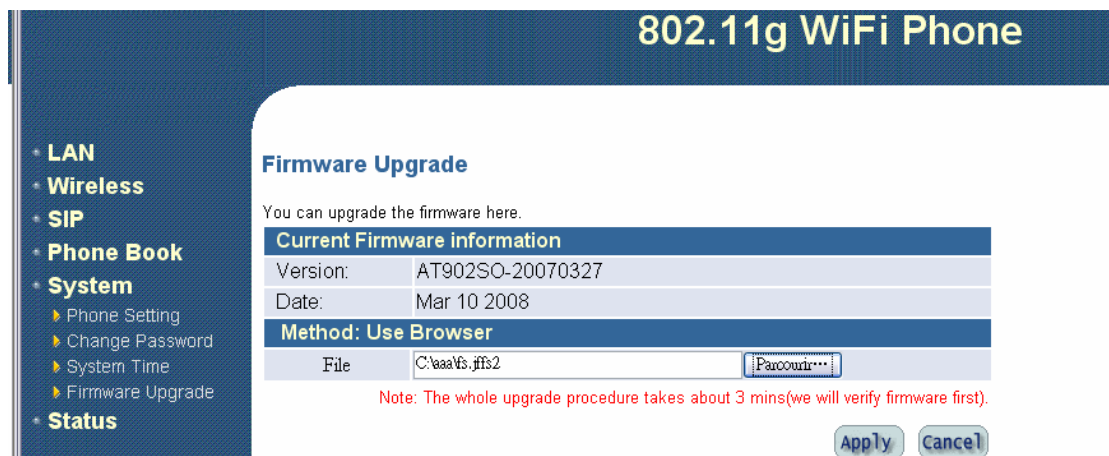 802.11g WiFi Phone
LAN
Wireless
SIP
Phone Book
System
Phone Setting
Change Password
System Time
Firmware Upgrade
Status
Firmware Upgrade
You can upgrade the firmware here.
Current Firmware information
Version: AT902SO-20070327
Date: Mar 10 2008
Method: Use Browser
File C:\aaa\fs.jffs2 Parcourir...
Note: The whole upgrade procedure takes about 3 mins(we will verify firmware first).
Apply Cancel